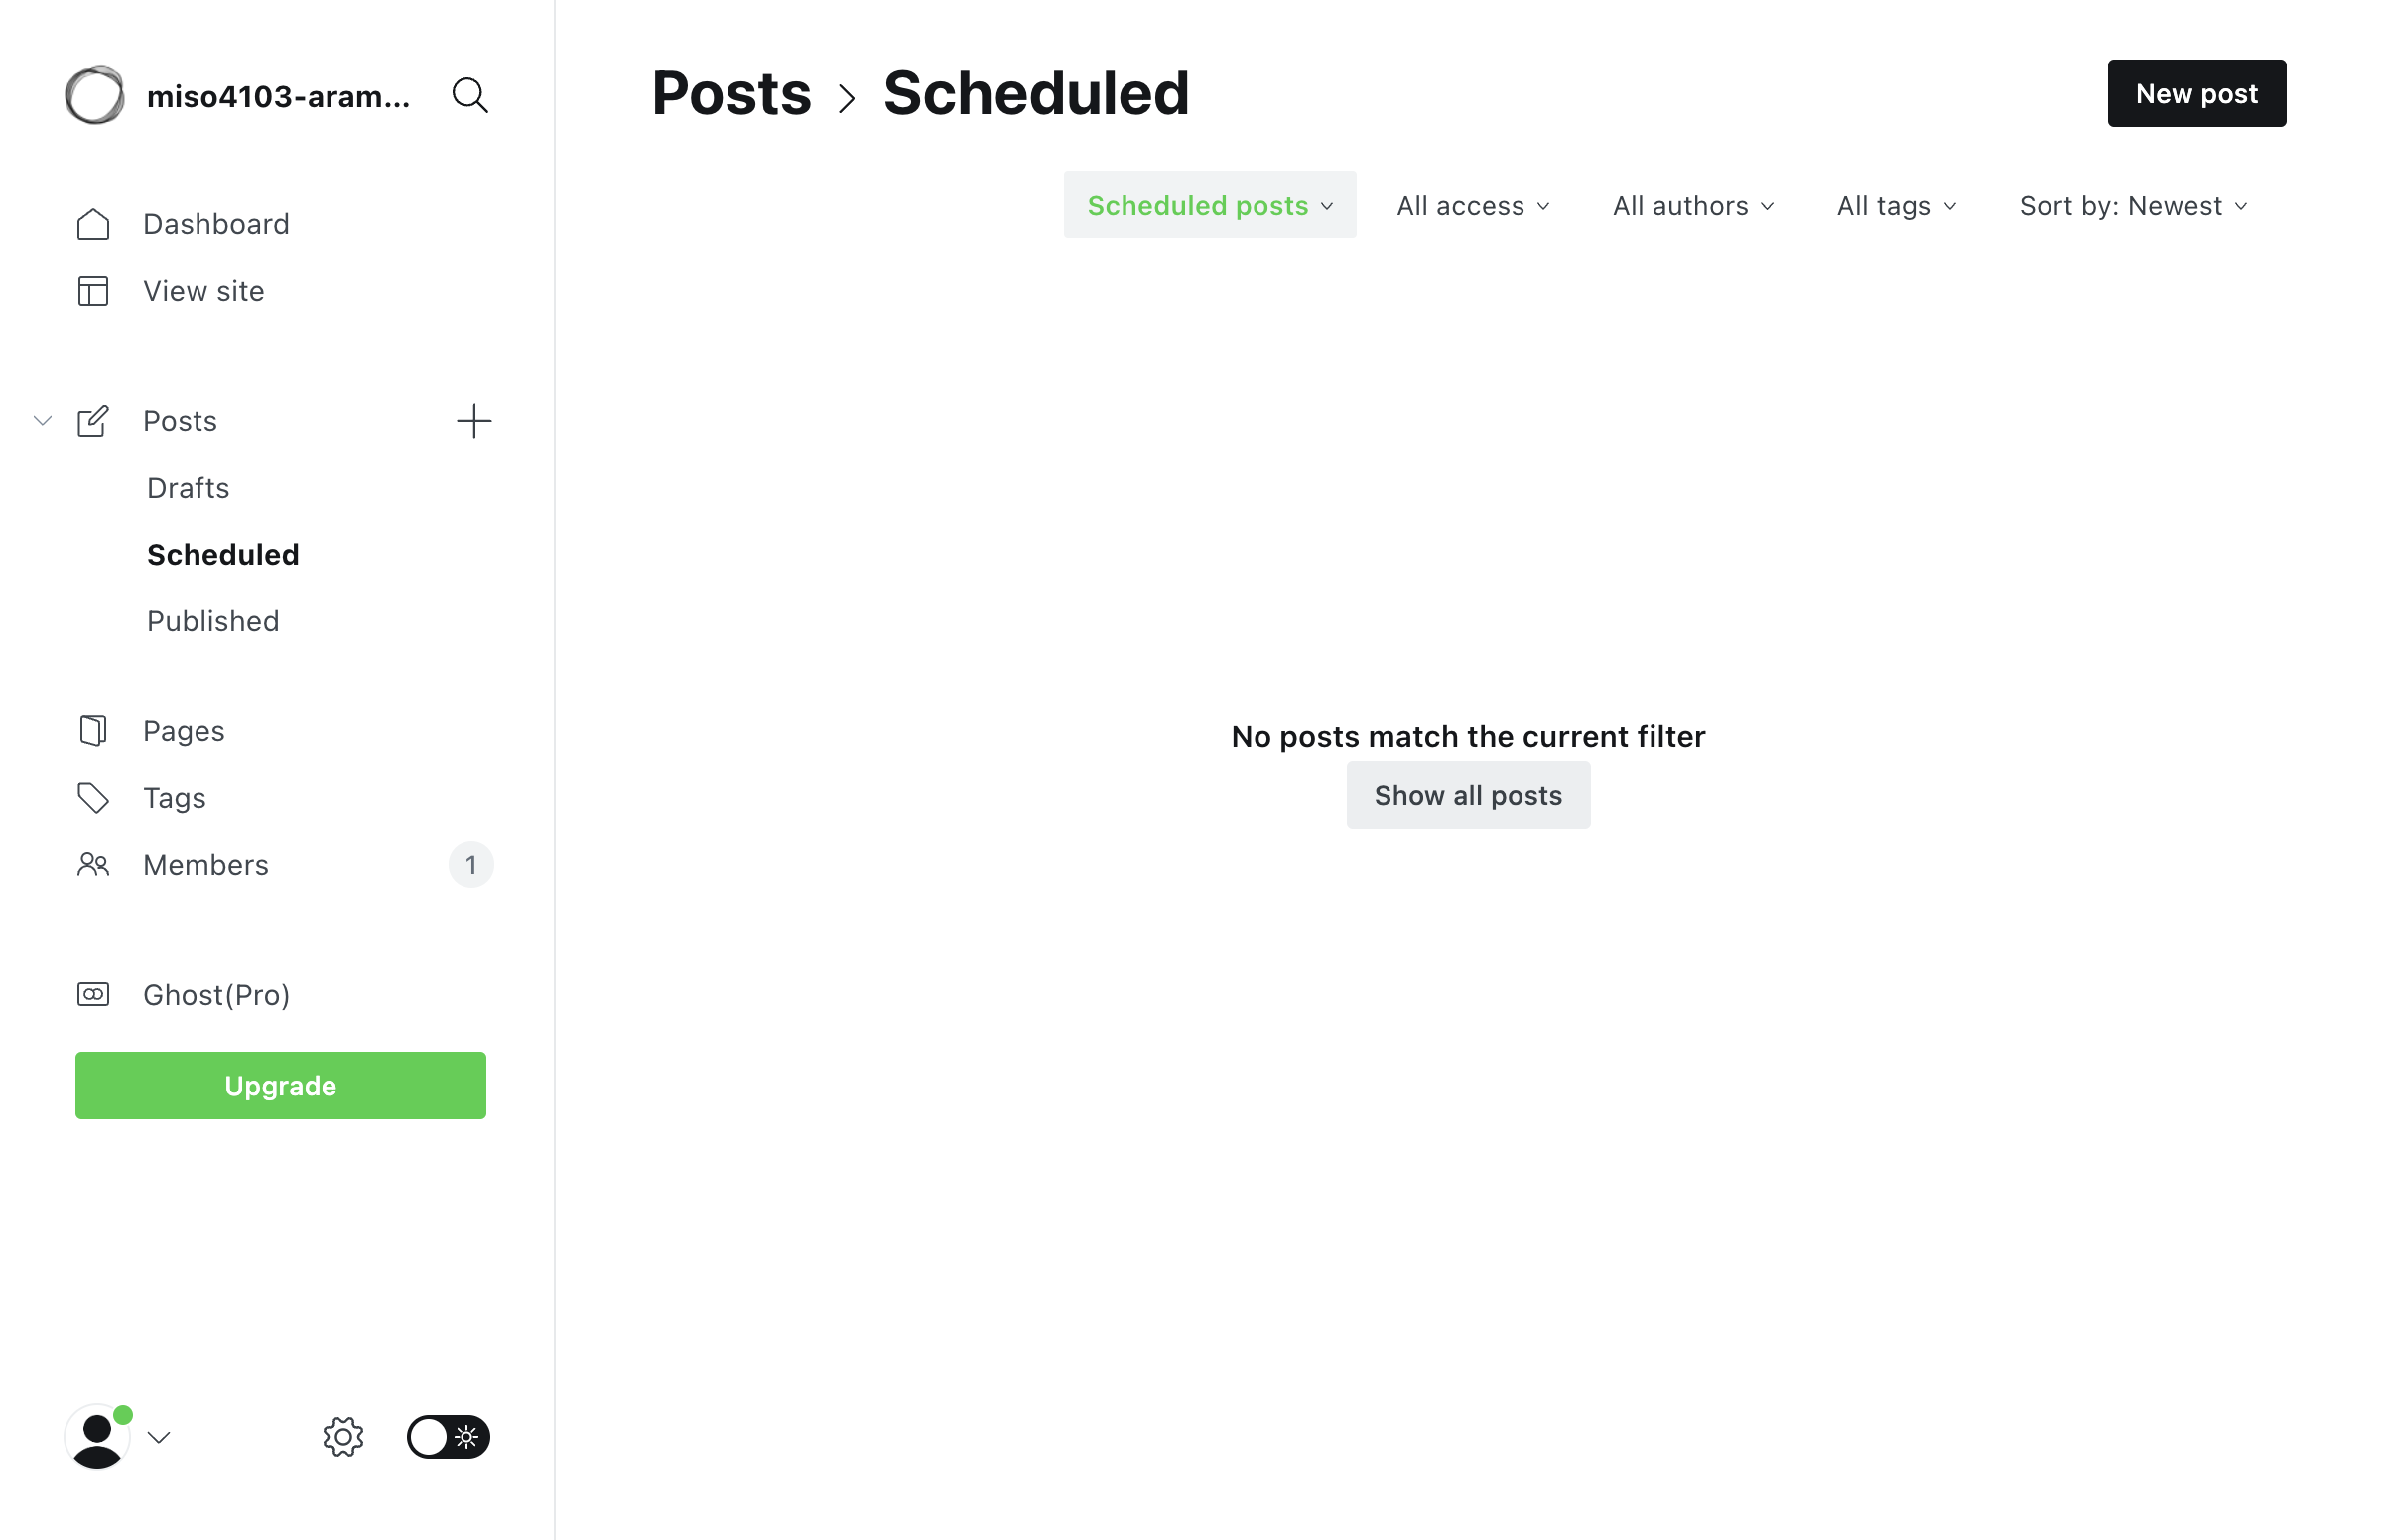 miso4103-aram...
Dashboard
View site
Posts
Drafts
Scheduled
Published
Pages
Tags
Members 1
Ghost(Pro)
Upgrade
Posts > Scheduled
New post
Scheduled posts All access All authors All tags Sort by: Newest
No posts match the current filter
Show all posts